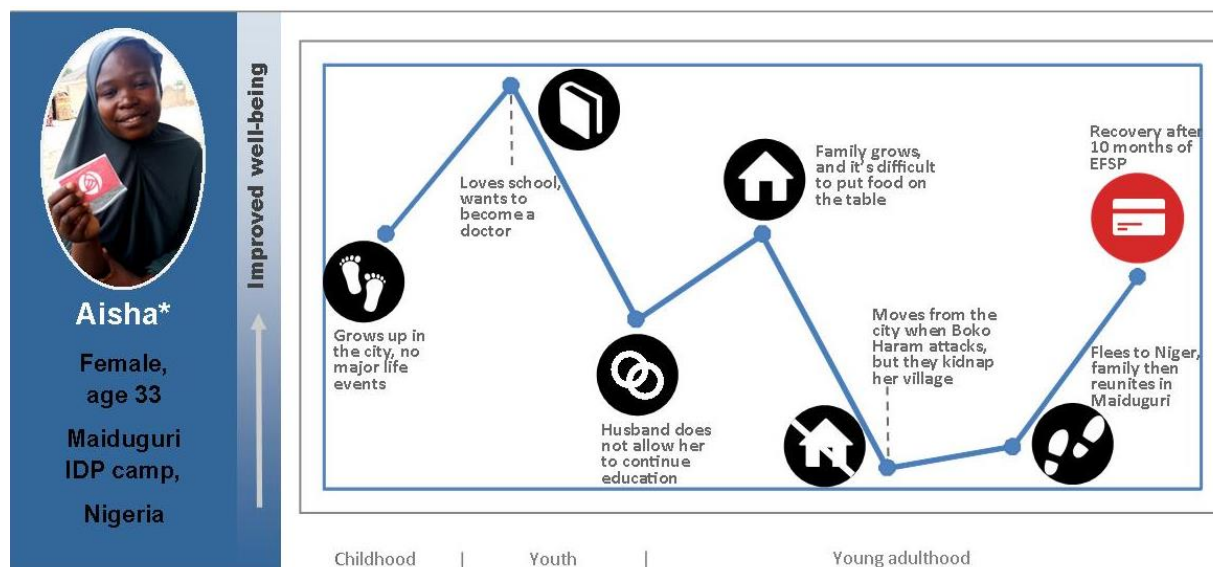 Aisha*
Female,
age 33
Maiduguri
IDP camp,
Nigeria
Improved well-being
Grows up in
the city, no
major life
events
Loves school,
wants to
become a
doctor
Husband does
not allow her
to continue
education
Family grows,
and it's difficult
to put food on
the table
Moves from the
city when Boko
Haram attacks,
but they kidnap
her village
Flees to Niger,
family then
reunites in
Maiduguri
Recovery after
10 months of
EFSP
Childhood | Youth | Young adulthood